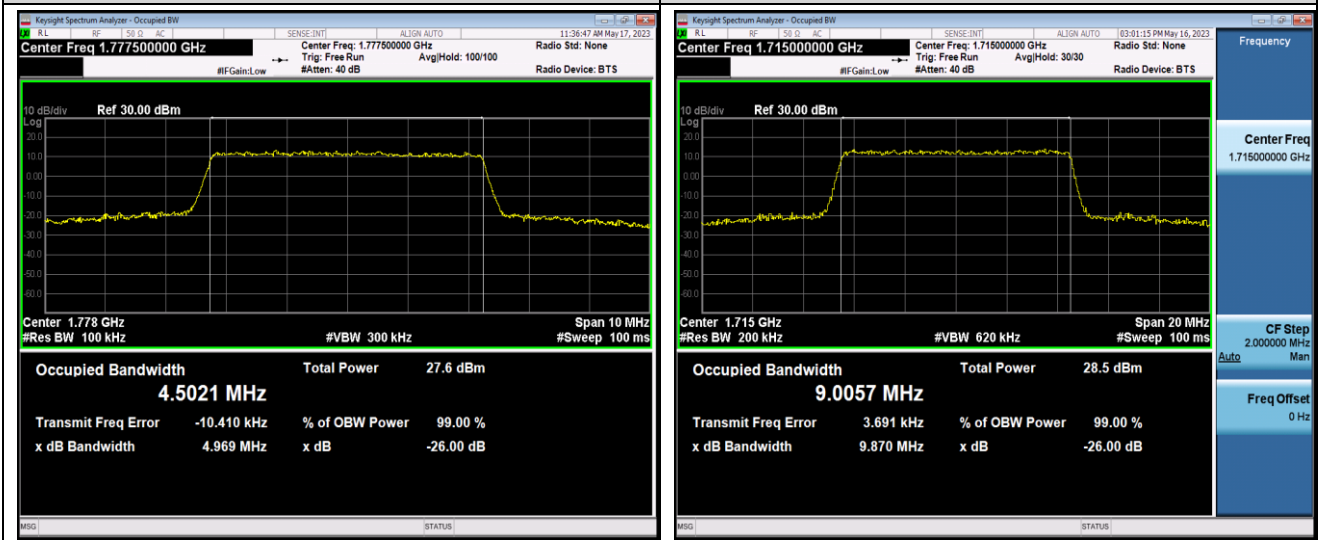 Keysight Spectrum Analyzer - Occupied BW
RL RF 50 Ω AC SENSE:INT ALIGN AUTO 11:36:47 AM May 17, 2023
Center Freq 1.777500000 GHz Center Freq: 1.777500000 GHz Radio Std: None
Trig: Free Run Avg|Hold: 100/100
#IFGain:Low #Atten: 40 dB Radio Device: BTS
10 dB/div Ref 30.00 dBm
Log
20.0
10.0
0.00
-10.0
-20.0
-30.0
-40.0
-50.0
-60.0
Center 1.778 GHz Span 10 MHz
#Res BW 100 kHz #VBW 300 kHz #Sweep 100 ms
Occupied Bandwidth Total Power 27.6 dBm
4.5021 MHz
Transmit Freq Error -10.410 kHz % of OBW Power 99.00 %
x dB Bandwidth 4.969 MHz x dB -26.00 dB
MSG STATUS
Keysight Spectrum Analyzer - Occupied BW
RL RF 50 Ω AC SENSE:INT ALIGN AUTO 03:01:15 PM May 16, 2023
Center Freq 1.715000000 GHz Center Freq: 1.715000000 GHz Radio Std: None
Trig: Free Run Avg|Hold: 30/30
#IFGain:Low #Atten: 40 dB Radio Device: BTS
10 dB/div Ref 30.00 dBm
Log
20.0
10.0
0.00
-10.0
-20.0
-30.0
-40.0
-50.0
-60.0
Center 1.715 GHz Span 20 MHz
#Res BW 200 kHz #VBW 620 kHz #Sweep 100 ms
Occupied Bandwidth Total Power 28.5 dBm
9.0057 MHz
Transmit Freq Error 3.691 kHz % of OBW Power 99.00 %
x dB Bandwidth 9.870 MHz x dB -26.00 dB
MSG STATUS
Frequency
Center Freq
1.715000000 GHz
CF Step
2.000000 MHz
Auto Man
Freq Offset
0 Hz